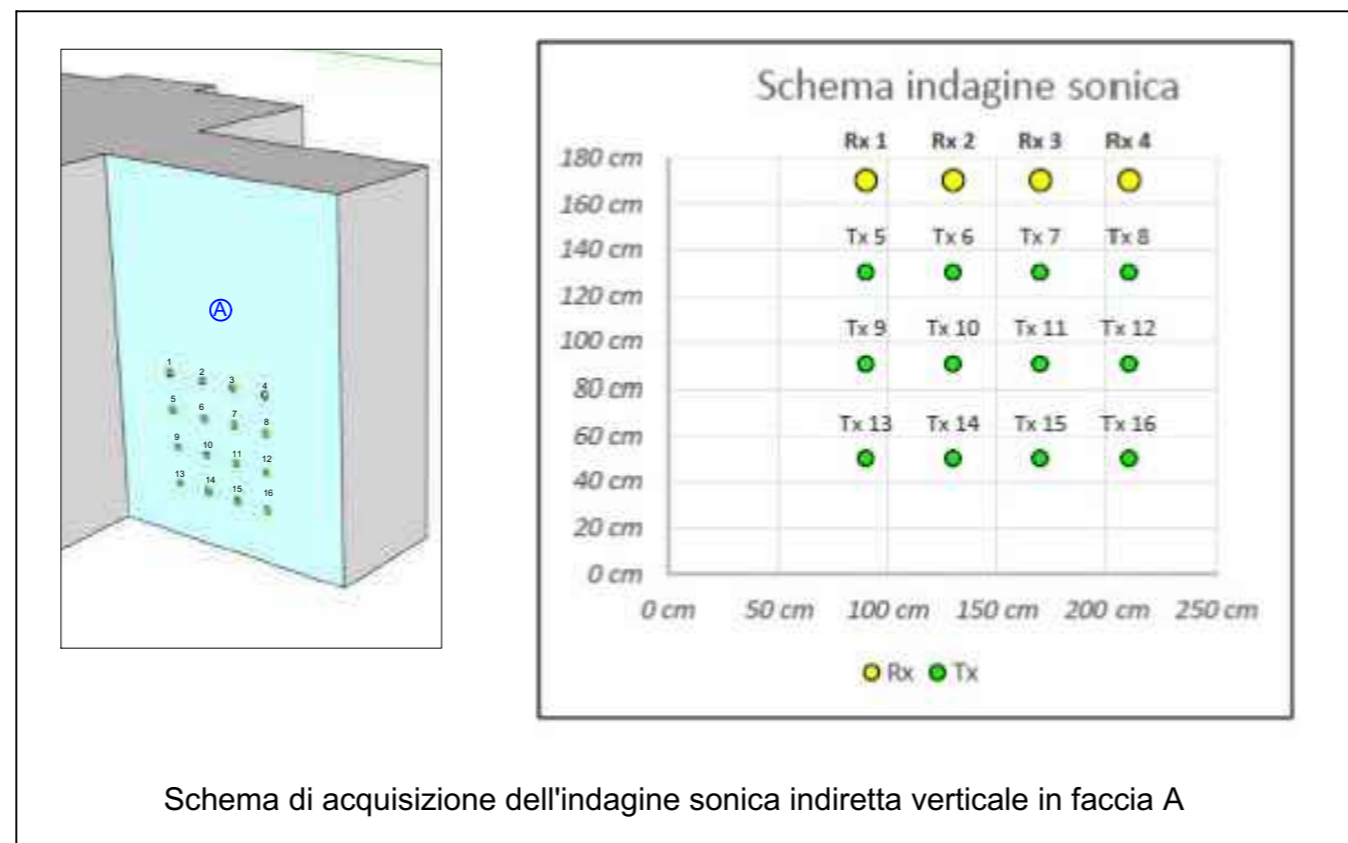 A
1
2
3
4
5
6
7
8
9
10
11
12
13
14
15
16
Schema indagine sonica
Rx 1 Rx 2 Rx 3 Rx 4
180 cm
160 cm
Tx 5 Tx 6 Tx 7 Tx 8
140 cm
120 cm
Tx 9 Tx 10 Tx 11 Tx 12
100 cm
80 cm
Tx 13 Tx 14 Tx 15 Tx 16
60 cm
40 cm
20 cm
0 cm
0 cm 50 cm 100 cm 150 cm 200 cm 250 cm
Rx Tx
Schema di acquisizione dell'indagine sonica indiretta verticale in faccia A